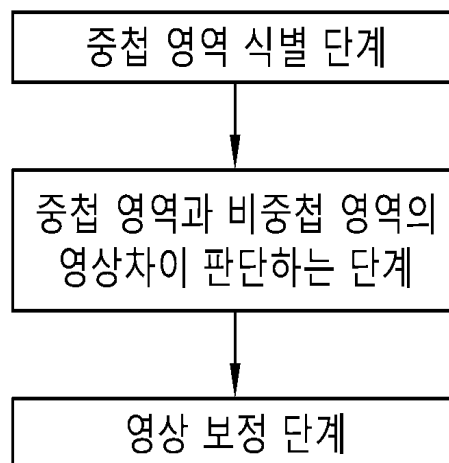 중첩 영역 식별 단계
중첩 영역과 비중첩 영역의
영상차이 판단하는 단계
영상 보정 단계